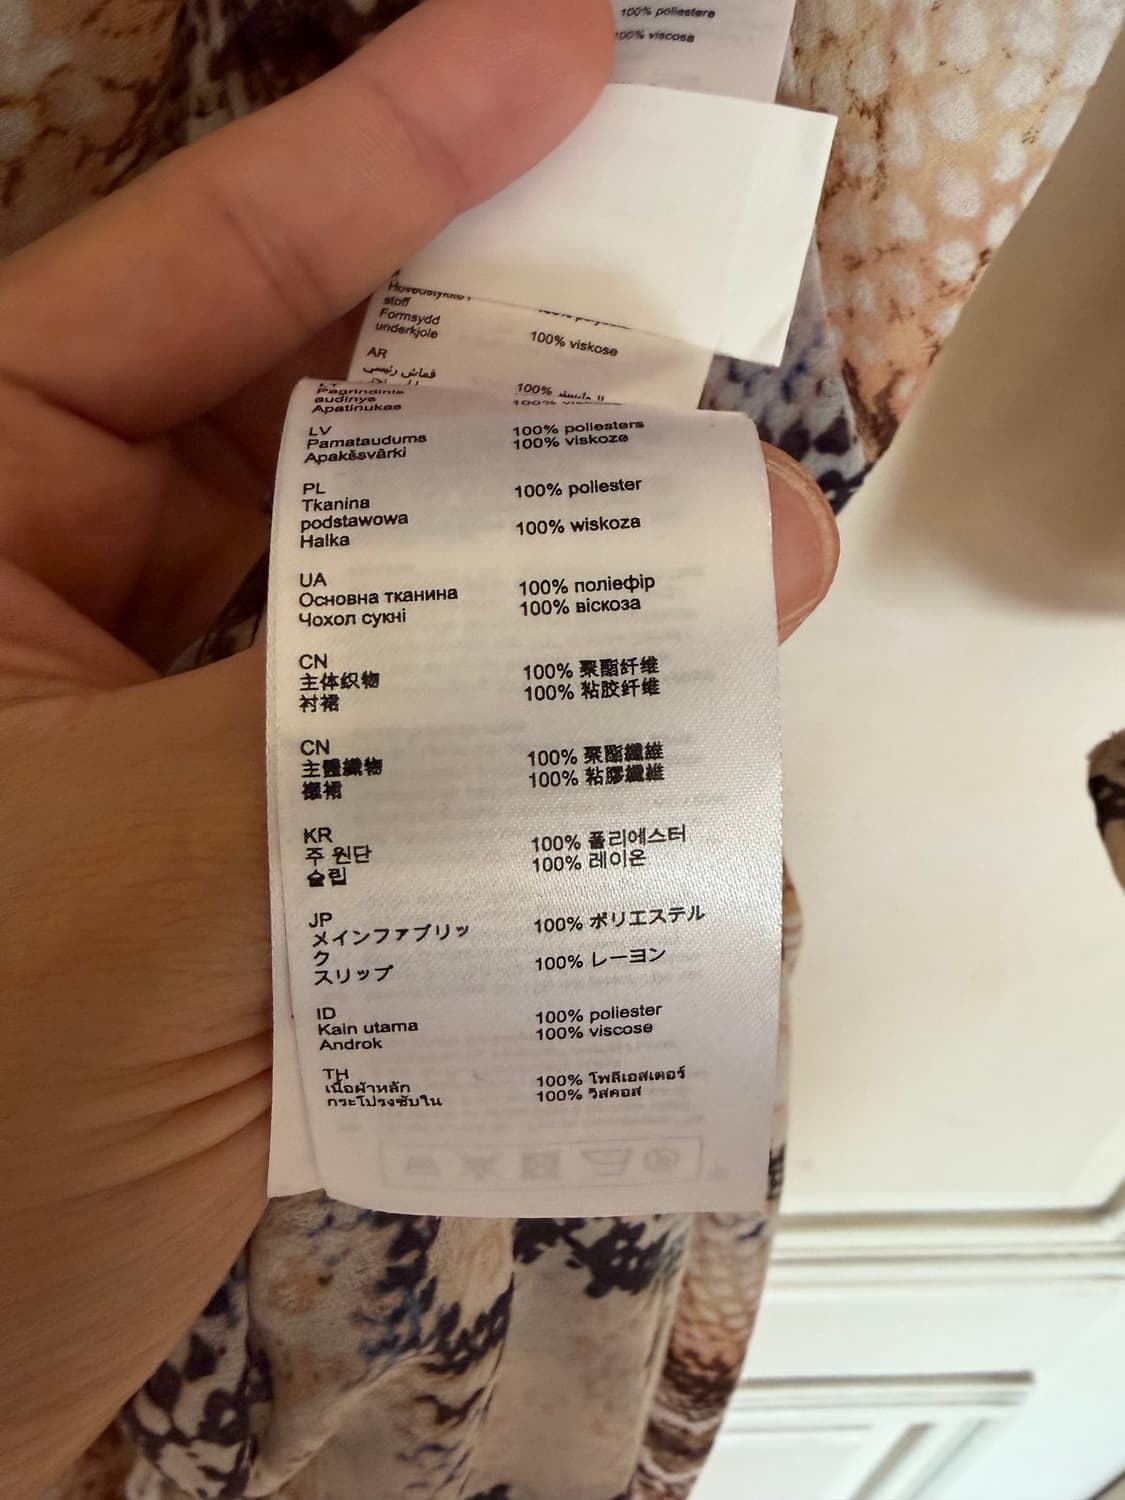 100% poliestere
100% viscosa
stoff
Formsydd
underkjole 100% viskose
AR
قماش رئيسي
100%
Pagrindinis
audinys
Apatinukas
LV
Pamataudums 100% poliesters
Apakšsvārki 100% viskoze
PL
Tkanina 100% poliester
podstawowa
Halka 100% wiskoza
UA
Основна тканина 100% поліефір
Чохол сукні 100% віскоза
CN
主体织物 100% 聚酯纤维
衬裙 100% 粘胶纤维
CN
主體織物 100% 聚酯纖維
襯裙 100% 粘膠纖維
KR
주 원단 100% 폴리에스터
슬립 100% 레이온
JP
メインファブリッ 100% ポリエステル
ク
スリップ 100% レーヨン
ID
Kain utama 100% poliester
Androk 100% viscose
TH
เนื้อผ้าหลัก 100% โพลีเอสเตอร์
กระโปรงซับใน 100% วิสคอส